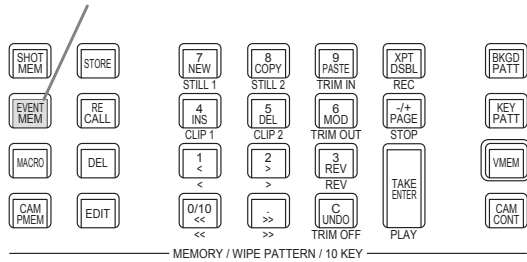 SHOT MEM STORE 7 NEW 8 COPY 9 PASTE XPT DSBL BKGD PATT
STILL 1 STILL 2 TRIM IN REC
EVENT MEM RE CALL 4 INS 5 DEL 6 MOD -/+ PAGE KEY PATT
CLIP 1 CLIP 2 TRIM OUT STOP
MACRO DEL 1 < 2 > 3 REV TAKE ENTER VMEM
< > REV
CAM PMEM EDIT 0/10 << . >> C UNDO CAM CONT
<< >> TRIM OFF PLAY
MEMORY / WIPE PATTERN / 10 KEY